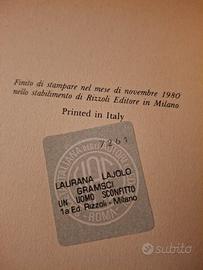 Finito di stampare nel mese di novembre 1980
nello stabilimento di Rizzoli Editore in Milano
Printed in Italy
7261
LAURANA LAJOLO
GRAMSCI
UN UOMO SCONFITTO
1a Ed. Rizzoli - Milano
ROMA
subito